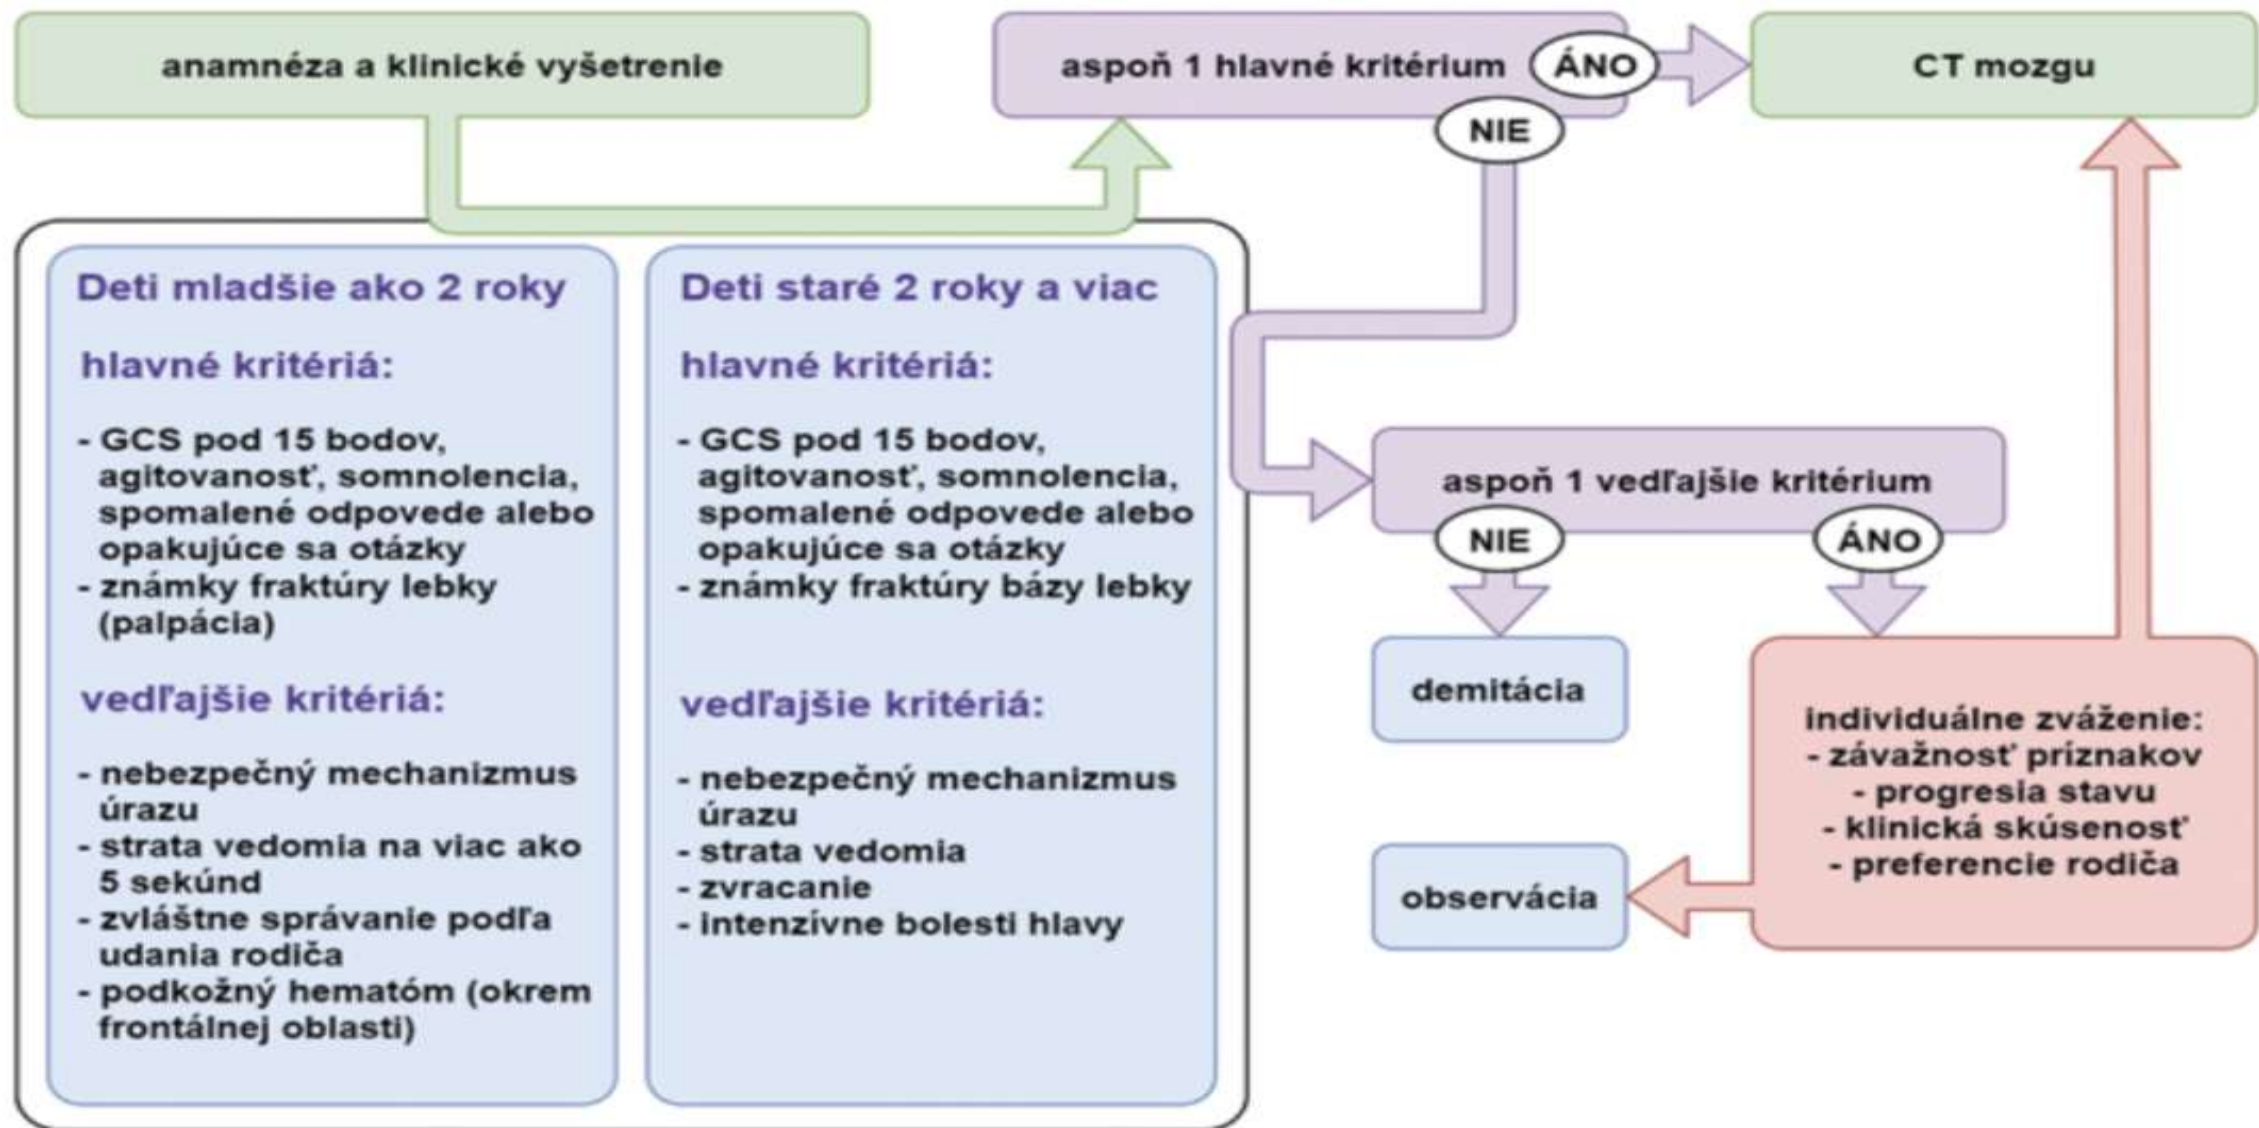 anamnéza a klinické vyšetrenie
aspoň 1 hlavné kritérium
ÁNO
NIE
CT mozgu
Deti mladšie ako 2 roky
hlavné kritériá:
- GCS pod 15 bodov,
agitovanosť, somnolencia,
spomalené odpovede alebo
opakujúce sa otázky
- známky fraktúry lebky
(palpácia)
vedľajšie kritériá:
- nebezpečný mechanizmus
úrazu
- strata vedomia na viac ako
5 sekúnd
- zvláštne správanie podľa
udania rodiča
- podkožný hematóm (okrem
frontálnej oblasti)
Deti staré 2 roky a viac
hlavné kritériá:
- GCS pod 15 bodov,
agitovanosť, somnolencia,
spomalené odpovede alebo
opakujúce sa otázky
- známky fraktúry bázy lebky
vedľajšie kritériá:
- nebezpečný mechanizmus
úrazu
- strata vedomia
- zvracanie
- intenzívne bolesti hlavy
aspoň 1 vedľajšie kritérium
NIE
ÁNO
demitácia
individuálne zváženie:
- závažnosť príznakov
- progresia stavu
- klinická skúsenosť
- preferencie rodiča
observácia